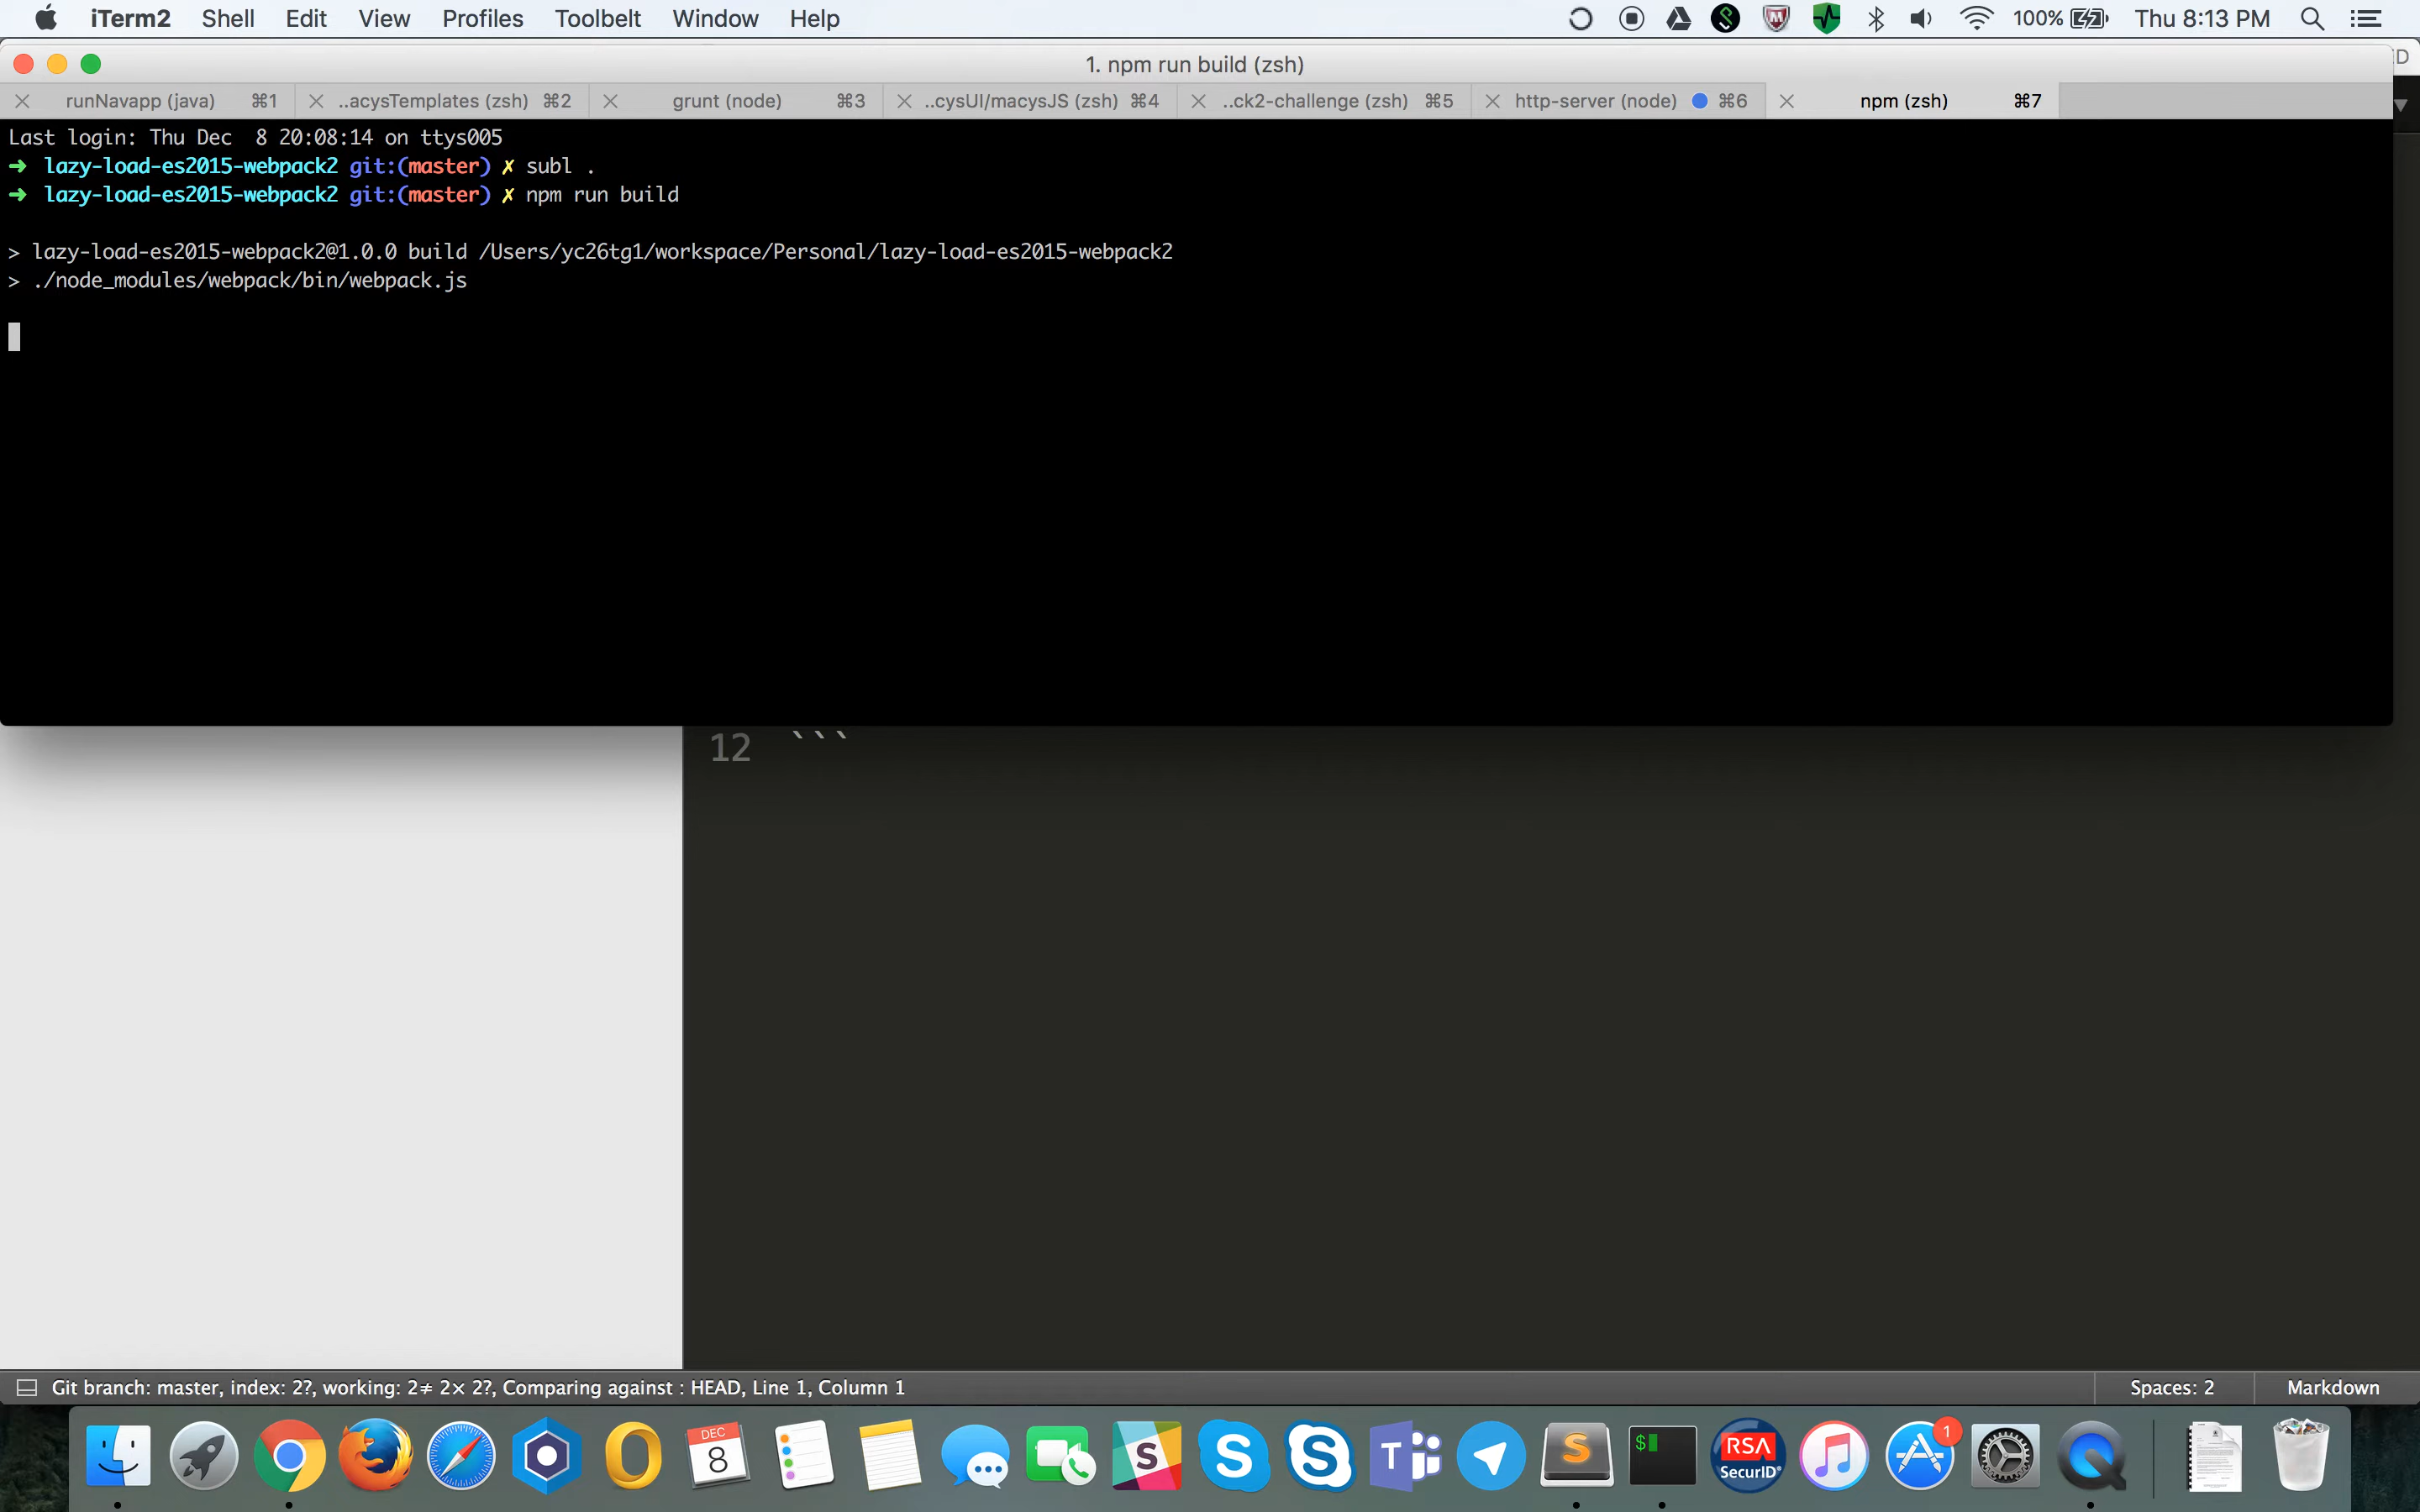 iTerm2 Shell Edit View Profiles Toolbelt Window Help 100% Thu 8:13 PM
1. npm run build (zsh)
runNavapp (java) ⌘1 ..acysTemplates (zsh) ⌘2 grunt (node) ⌘3 ..cysUI/macysJS (zsh) ⌘4 ..ck2-challenge (zsh) ⌘5 http-server (node) ⌘6 npm (zsh) ⌘7
Last login: Thu Dec  8 20:08:14 on ttys005
➜ lazy-load-es2015-webpack2 git:(master) ✗ subl .
➜ lazy-load-es2015-webpack2 git:(master) ✗ npm run build
> lazy-load-es2015-webpack2@1.0.0 build /Users/yc26tg1/workspace/Personal/lazy-load-es2015-webpack2
> ./node_modules/webpack/bin/webpack.js
12 ```
Git branch: master, index: 2?, working: 2≠ 2× 2?, Comparing against : HEAD, Line 1, Column 1 Spaces: 2 Markdown
DEC
8
RSA
SecurID
1